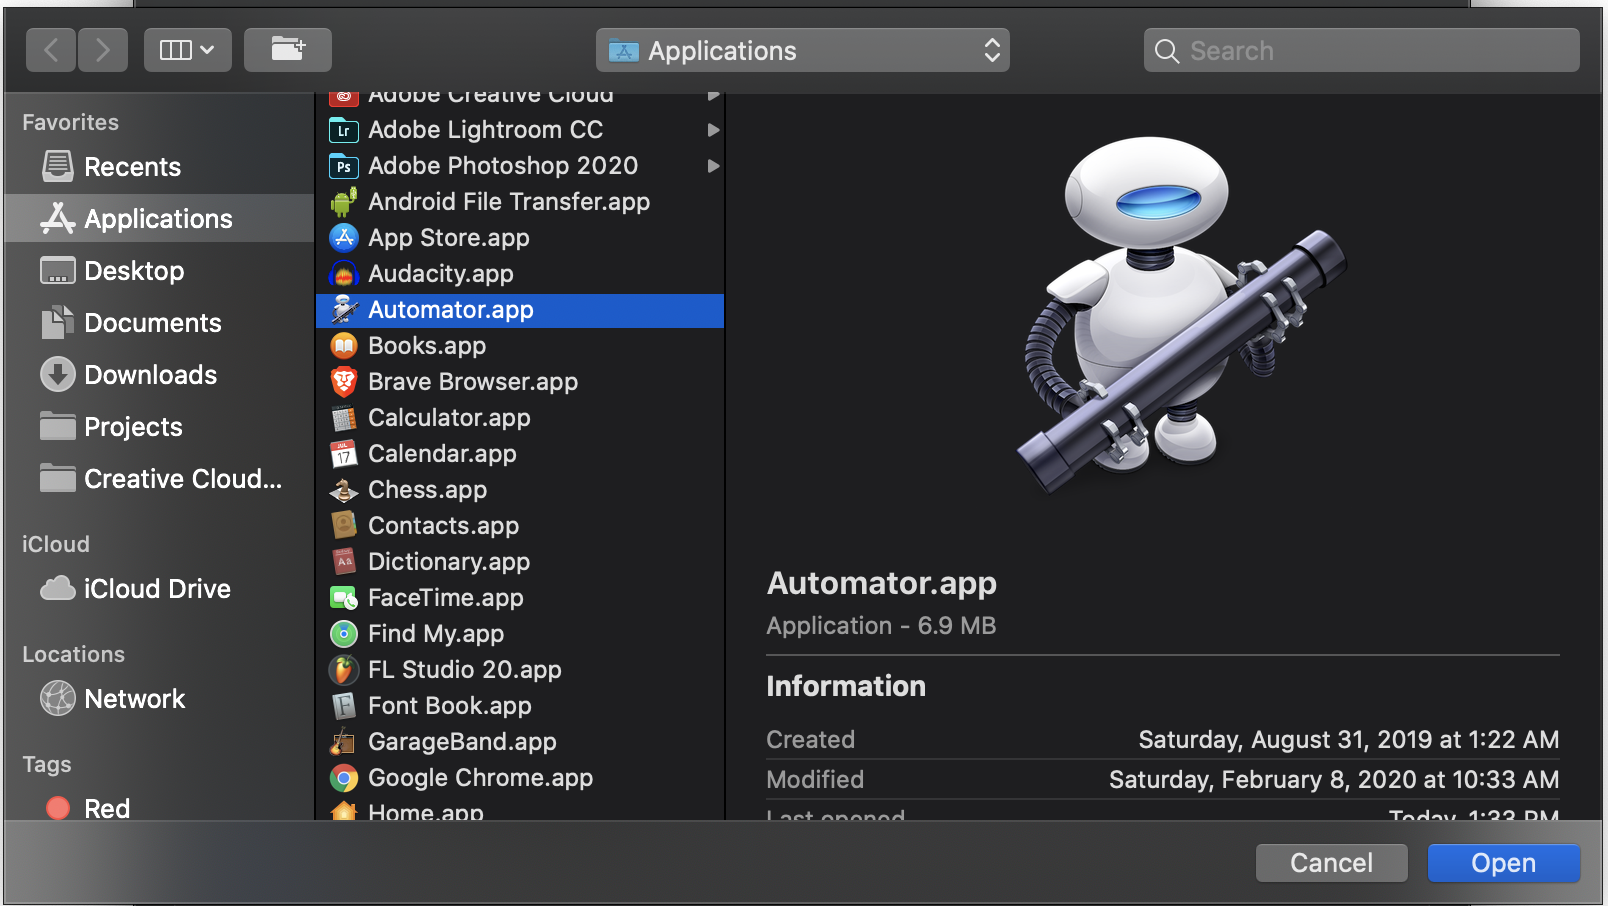 Applications
Search
Favorites
Recents
Applications
Desktop
Documents
Downloads
Projects
Creative Cloud...
iCloud
iCloud Drive
Locations
Network
Tags
Red
Adobe Creative Cloud
Lr Adobe Lightroom CC
Ps Adobe Photoshop 2020
Android File Transfer.app
App Store.app
Audacity.app
Automator.app
Books.app
Brave Browser.app
Calculator.app
JUL 17 Calendar.app
Chess.app
Contacts.app
Aa Dictionary.app
FaceTime.app
Find My.app
FL Studio 20.app
F Font Book.app
GarageBand.app
Google Chrome.app
Home.app
Automator.app
Application - 6.9 MB
Information
Created Saturday, August 31, 2019 at 1:22 AM
Modified Saturday, February 8, 2020 at 10:33 AM
Last opened Today, 1:33 PM
Cancel
Open